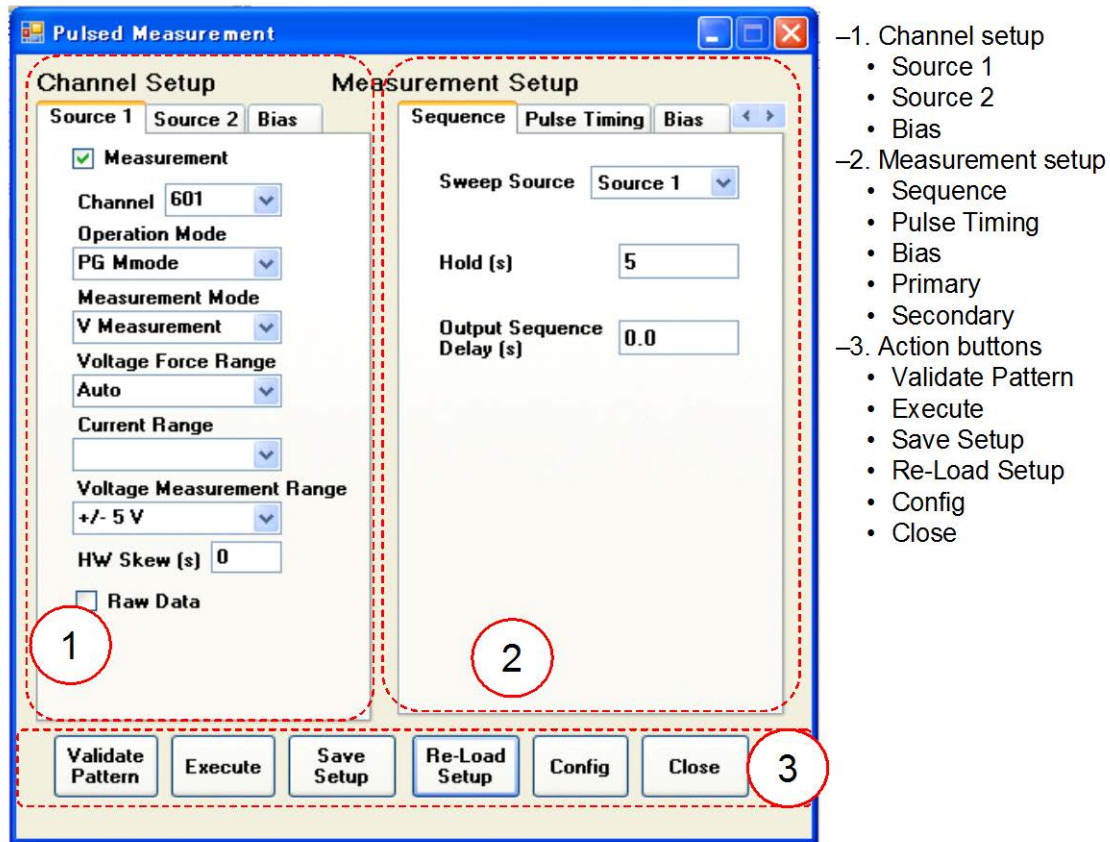 Pulsed Measurement
Channel Setup
Measurement Setup
Source 1 Source 2 Bias
Measurement
Channel 601
Operation Mode
PG Mmode
Measurement Mode
V Measurement
Voltage Force Range
Auto
Current Range
Voltage Measurement Range
+/- 5 V
HW Skew (s) 0
Raw Data
1
Sequence Pulse Timing Bias
Sweep Source Source 1
Hold (s) 5
Output Sequence
Delay (s) 0.0
2
Validate
Pattern
Execute
Save
Setup
Re-Load
Setup
Config
Close
3
–1. Channel setup
• Source 1
• Source 2
• Bias
–2. Measurement setup
• Sequence
• Pulse Timing
• Bias
• Primary
• Secondary
–3. Action buttons
• Validate Pattern
• Execute
• Save Setup
• Re-Load Setup
• Config
• Close